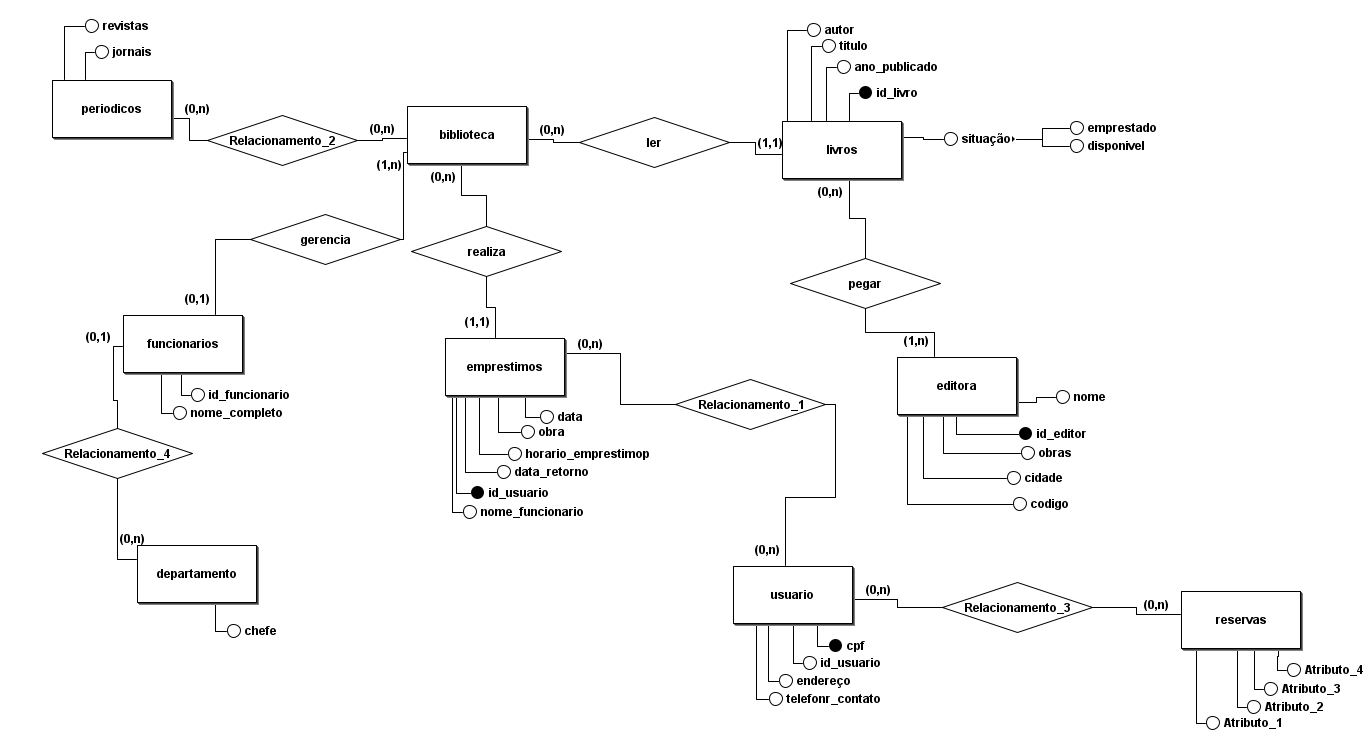 revistas
jornais
periodicos
(0,n)
Relacionamento_2
(0,n)
biblioteca
(0,n)
ler
(1,1)
autor
titulo
ano_publicado
id_livro
livros
situação
emprestado
disponivel
(1,n)
(0,n)
(0,n)
gerencia
realiza
pegar
(0,1)
(1,1)
(1,n)
(0,1)
funcionarios
id_funcionario
nome_completo
emprestimos
(0,n)
data
obra
horario_emprestimop
data_retorno
id_usuario
nome_funcionario
Relacionamento_1
editora
nome
id_editor
obras
cidade
codigo
Relacionamento_4
(0,n)
departamento
chefe
(0,n)
usuario
(0,n)
Relacionamento_3
(0,n)
reservas
cpf
id_usuario
endereço
telefonr_contato
Atributo_4
Atributo_3
Atributo_2
Atributo_1